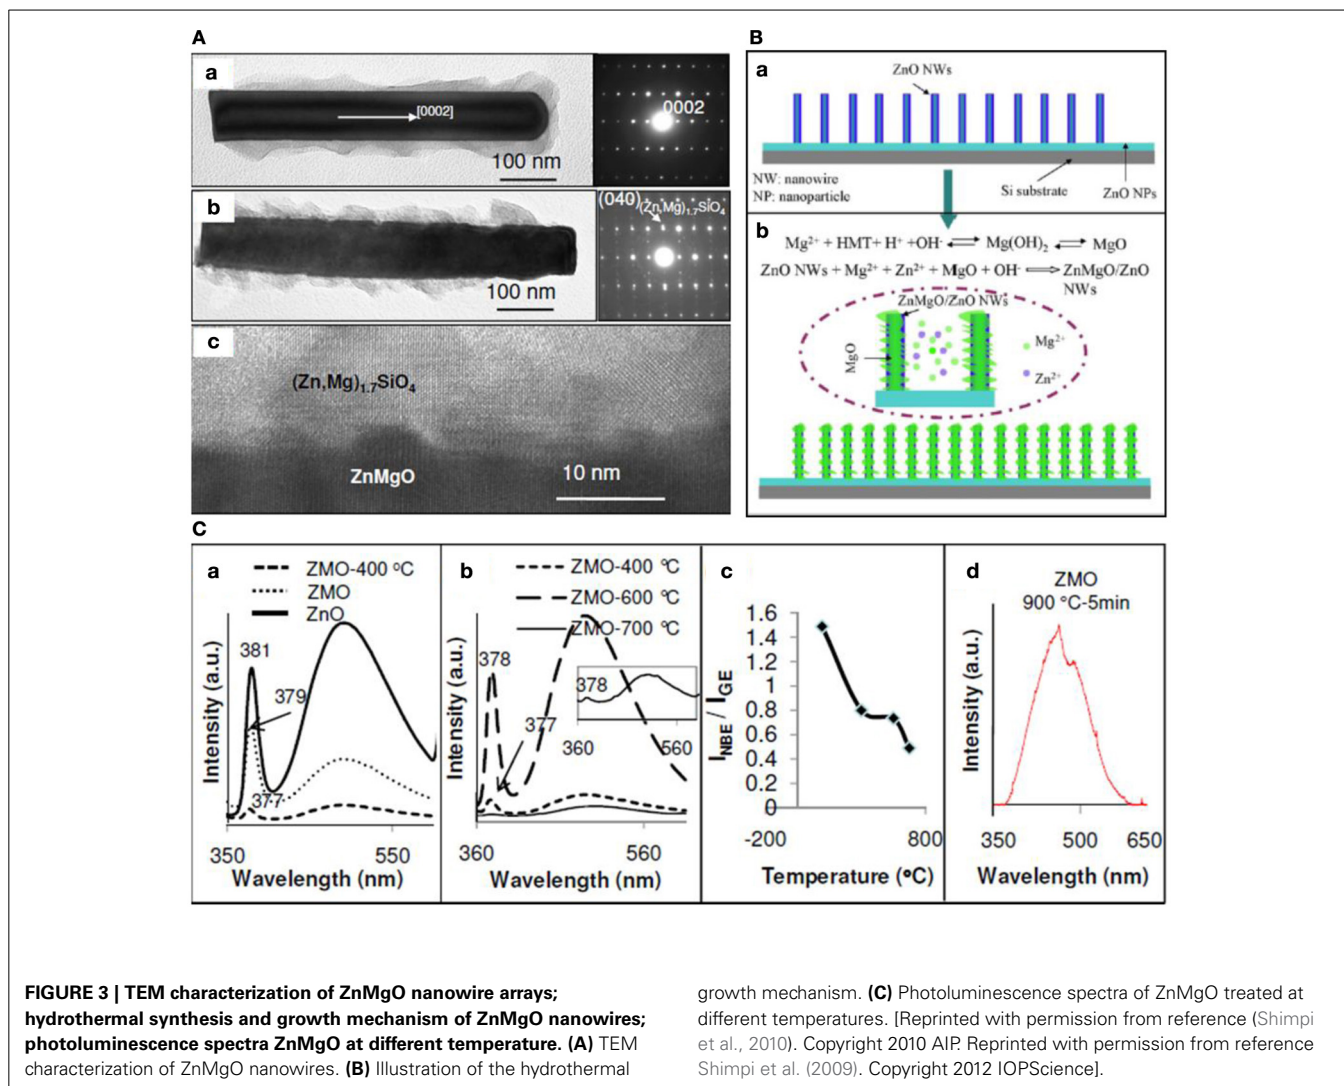 A
a
[0002]
100 nm
0002
b
100 nm
(040)
(Zn,Mg)1.7SiO4
c
(Zn,Mg)1.7SiO4
ZnMgO
10 nm
B
a
ZnO NWs
NW: nanowire
NP: nanoparticle
Si substrate
ZnO NPs
b
Mg2+ + HMT+ H+ +OH- ⇌ Mg(OH)2 ⇌ MgO
ZnO NWs + Mg2+ + Zn2+ + MgO + OH- ⇒ ZnMgO/ZnO
NWs
ZnMgO/ZnO NWs
MgO
Mg2+
Zn2+
C
a
ZMO-400 ºC
ZMO
ZnO
381
379
377
Intensity (a.u.)
350
550
Wavelength (nm)
b
ZMO-400 ºC
ZMO-600 ºC
ZMO-700 ºC
378
377
378
360
560
Intensity (a.u.)
360
560
Wavelength (nm)
c
1.6
1.4
1.2
1
0.8
0.6
0.4
0.2
0
INBE / IGE
-200
800
Temperature (ºC)
d
ZMO
900 ºC-5min
Intensity (a.u.)
350
500
650
Wavelength (nm)
FIGURE 3 | TEM characterization of ZnMgO nanowire arrays;
hydrothermal synthesis and growth mechanism of ZnMgO nanowires;
photoluminescence spectra ZnMgO at different temperature. (A) TEM
characterization of ZnMgO nanowires. (B) Illustration of the hydrothermal
growth mechanism. (C) Photoluminescence spectra of ZnMgO treated at
different temperatures. [Reprinted with permission from reference (Shimpi
et al., 2010). Copyright 2010 AIP. Reprinted with permission from reference
Shimpi et al. (2009). Copyright 2012 IOPScience].